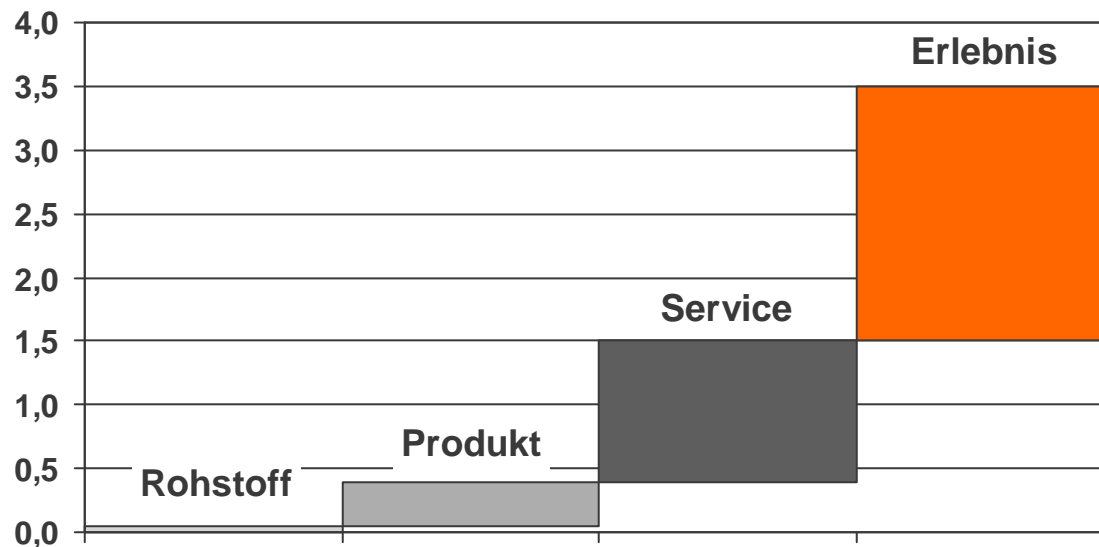 4,0
Erlebnis
3,5
3,0
2,5
2,0
Service
1,5
1,0
Produkt
0,5
Rohstoff
0,0